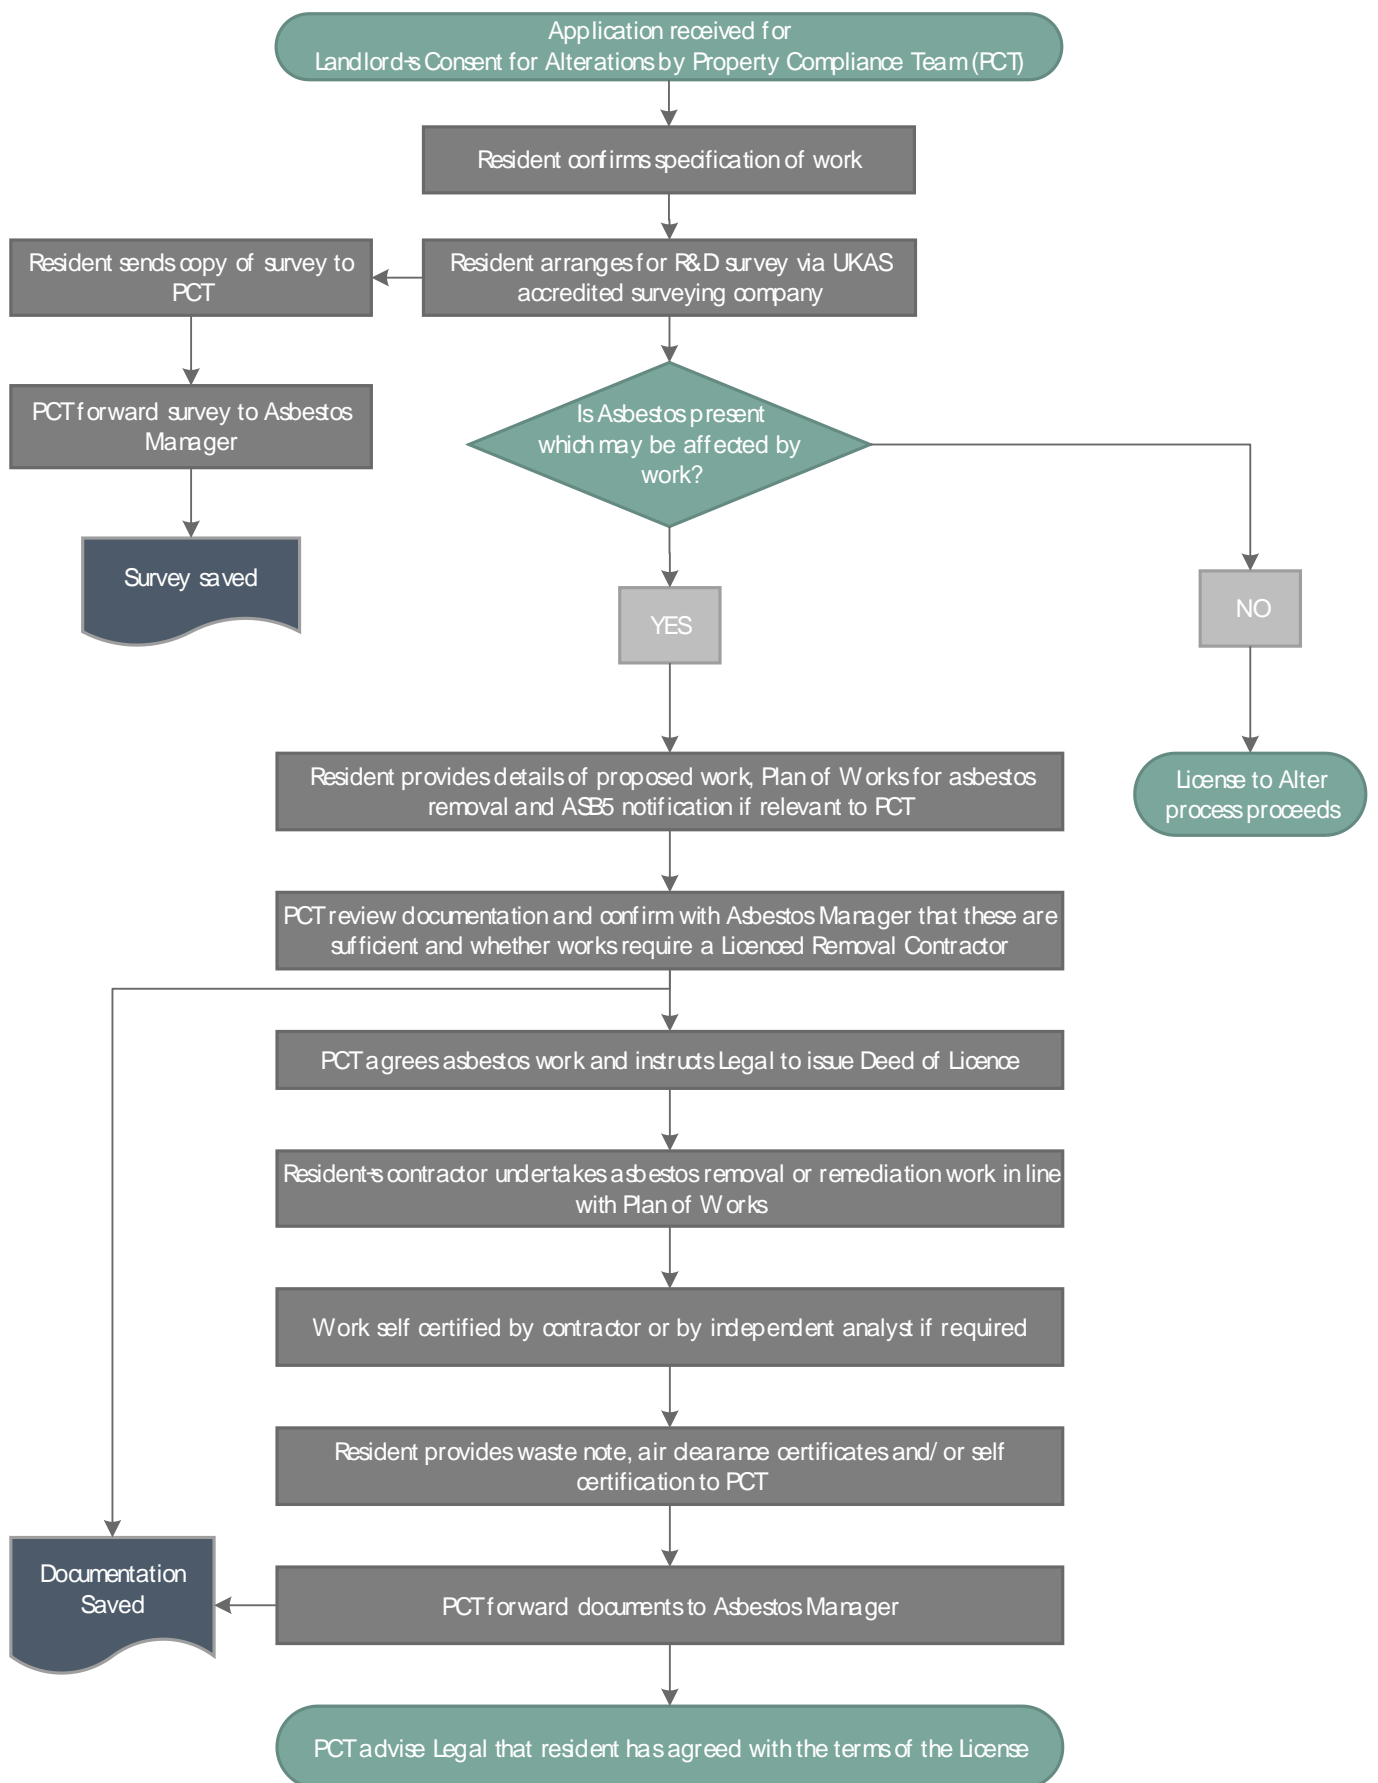 Application received for
Landlord-s Consent for Alterations by Property Compliance Team (PCT)
Resident confirms specification of work
Resident sends copy of survey to
PCT
Resident arranges for R&D survey via UKAS
accredited surveying company
PCT forward survey to Asbestos
Manager
Is Asbestos present
which may be affected by
work?
Survey saved
YES
NO
Resident provides details of proposed work, Plan of Works for asbestos
removal and ASB5 notification if relevant to PCT
License to Alter
process proceeds
PCT review documentation and confirm with Asbestos Manager that these are
sufficient and whether works require a Licenced Removal Contractor
PCT agrees asbestos work and instructs Legal to issue Deed of Licence
Resident-s contractor undertakes asbestos removal or remediation work in line
with Plan of Works
Work self certified by contractor or by independent analyst if required
Resident provides waste note, air clearance certificates and/ or self
certification to PCT
Documentation
Saved
PCT forward documents to Asbestos Manager
PCT advise Legal that resident has agreed with the terms of the License